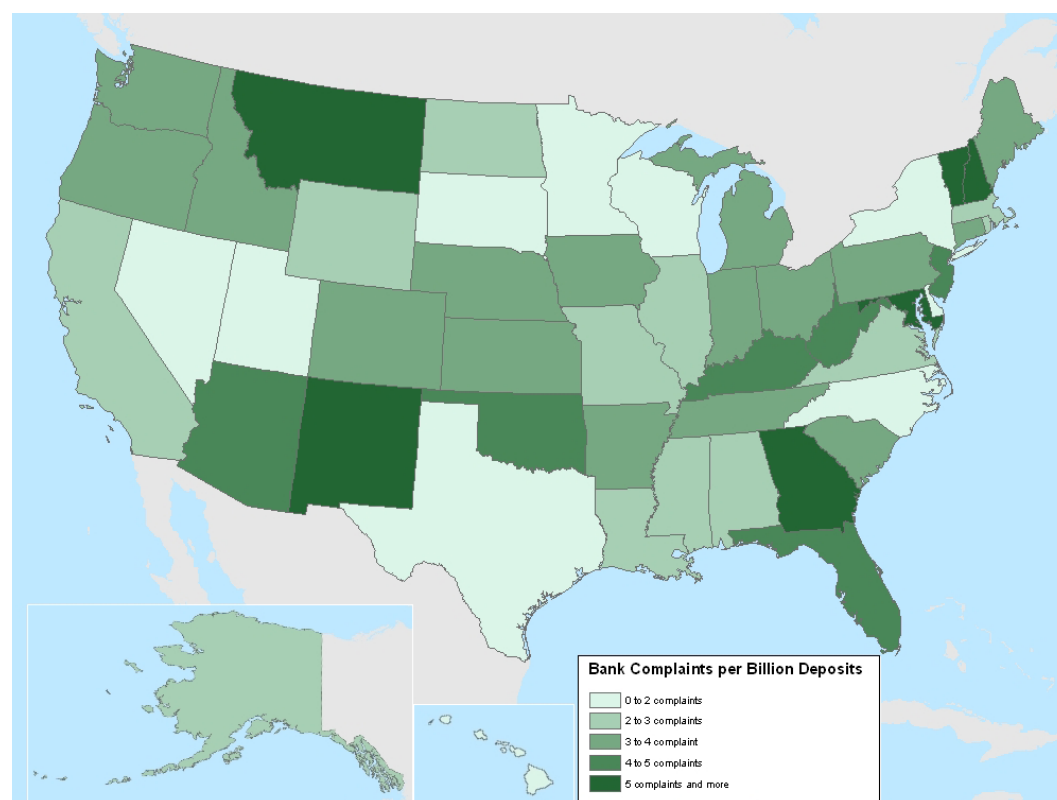 Bank Complaints per Billion Deposits
0 to 2 complaints
2 to 3 complaints
3 to 4 complaint
4 to 5 complaints
5 complaints and more